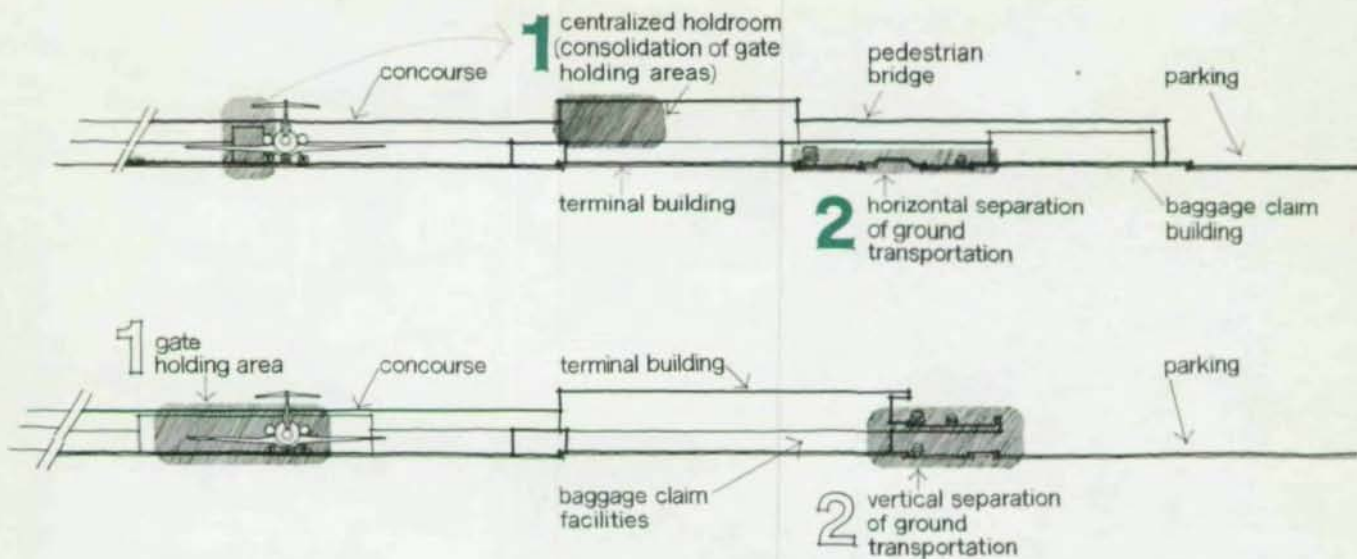 1 centralized holdroom
(consolidation of gate
holding areas)
concourse
pedestrian
bridge
parking
terminal building
2 horizontal separation
of ground
transportation
baggage claim
building
1 gate
holding area
concourse
terminal building
parking
baggage claim
facilities
2 vertical separation
of ground
transportation